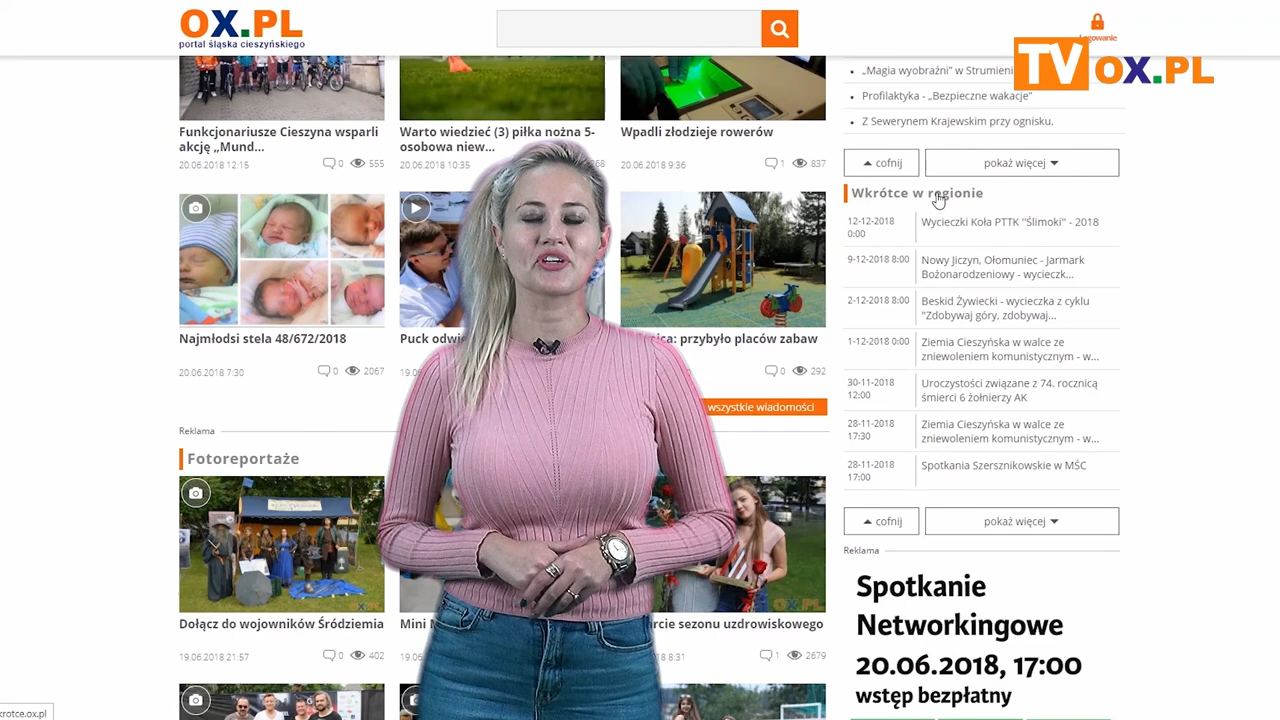 OX.PL
portal śląska cieszyńskiego
TV OX.PL
Funkcjonariusze Cieszyna wsparli
akcję „Mund...
20.06.2018 12:15
0
555
Warto wiedzieć (3) piłka nożna 5-
osobowa niew...
20.06.2018 10:35
Wpadli złodzieje rowerów
20.06.2018 9:36
1
837
Najmłodsi stela 48/672/2018
20.06.2018 7:30
0
2067
Puck
przybyło placów zabaw
0
292
wszystkie wiadomości
Reklama
Fotoreportaże
Dołącz do wojowników Śródziemia
19.06.2018 21:57
0
402
Mini
sezonu uzdrowiskowego
8:31
1
2679
„Magia wyobraźni” w Strumieni
Profilaktyka - „Bezpieczne wakacje”
Z Sewerynem Krajewskim przy ognisku.
cofnij
pokaż więcej
Wkrótce w regionie
12-12-2018
0:00
Wycieczki Koła PTTK "Ślimoki" - 2018
9-12-2018 8:00
Nowy Jiczyn, Ołomuniec - Jarmark
Bożonarodzeniowy - wycieczk...
2-12-2018 8:00
Beskid Żywiecki - wycieczka z cyklu
"Zdobywaj góry, zdobywaj...
1-12-2018 0:00
Ziemia Cieszyńska w walce ze
zniewoleniem komunistycznym - w...
30-11-2018
12:00
Uroczystości związane z 74. rocznicą
śmierci 6 żołnierzy AK
28-11-2018
17:30
Ziemia Cieszyńska w walce ze
zniewoleniem komunistycznym - w...
28-11-2018
17:00
Spotkania Szersznikowskie w MŚC
cofnij
pokaż więcej
Reklama
Spotkanie
Networkingowe
20.06.2018, 17:00
wstęp bezpłatny
krotce.ox.pl